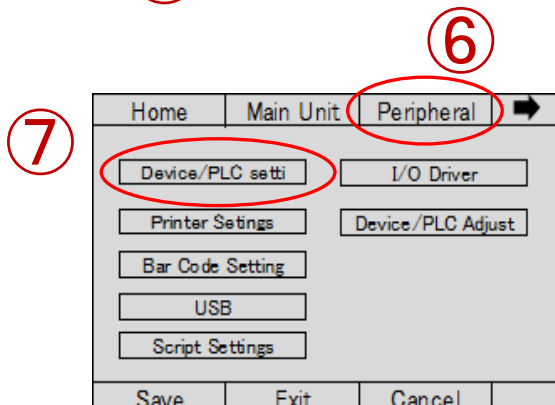 ⑥
Home Main Unit Peripheral
⑦
Device/PLC setti I/O Driver
Printer Setings Device/PLC Adjust
Bar Code Setting
USB
Script Settings
Save Exit Cancel